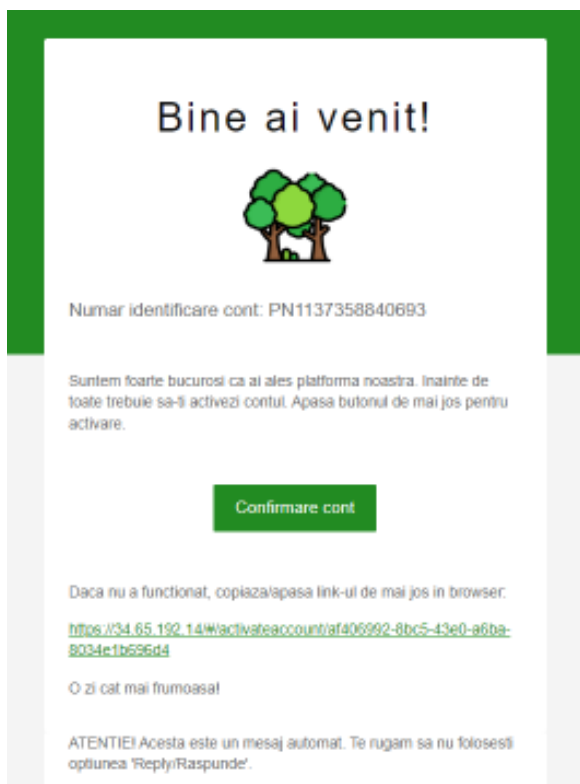 Bine ai venit!
Numar identificare cont: PN1137358840693
Suntem foarte bucurosi ca ai ales platforma noastra. Inainte de
toate trebuie sa-ti activezi contul. Apasa butonul de mai jos pentru
activare.
Confirmare cont
Daca nu a functionat, copiaza/apasa link-ul de mai jos in browser:
https://34.65.192.14/#/activateaccount/af406992-8bc5-43e0-a6ba-
8034e1b696d4
O zi cat mai frumoasa!
ATENTIE! Acesta este un mesaj automat. Te rugam sa nu folosesti
optiunea 'Reply/Raspunde'.